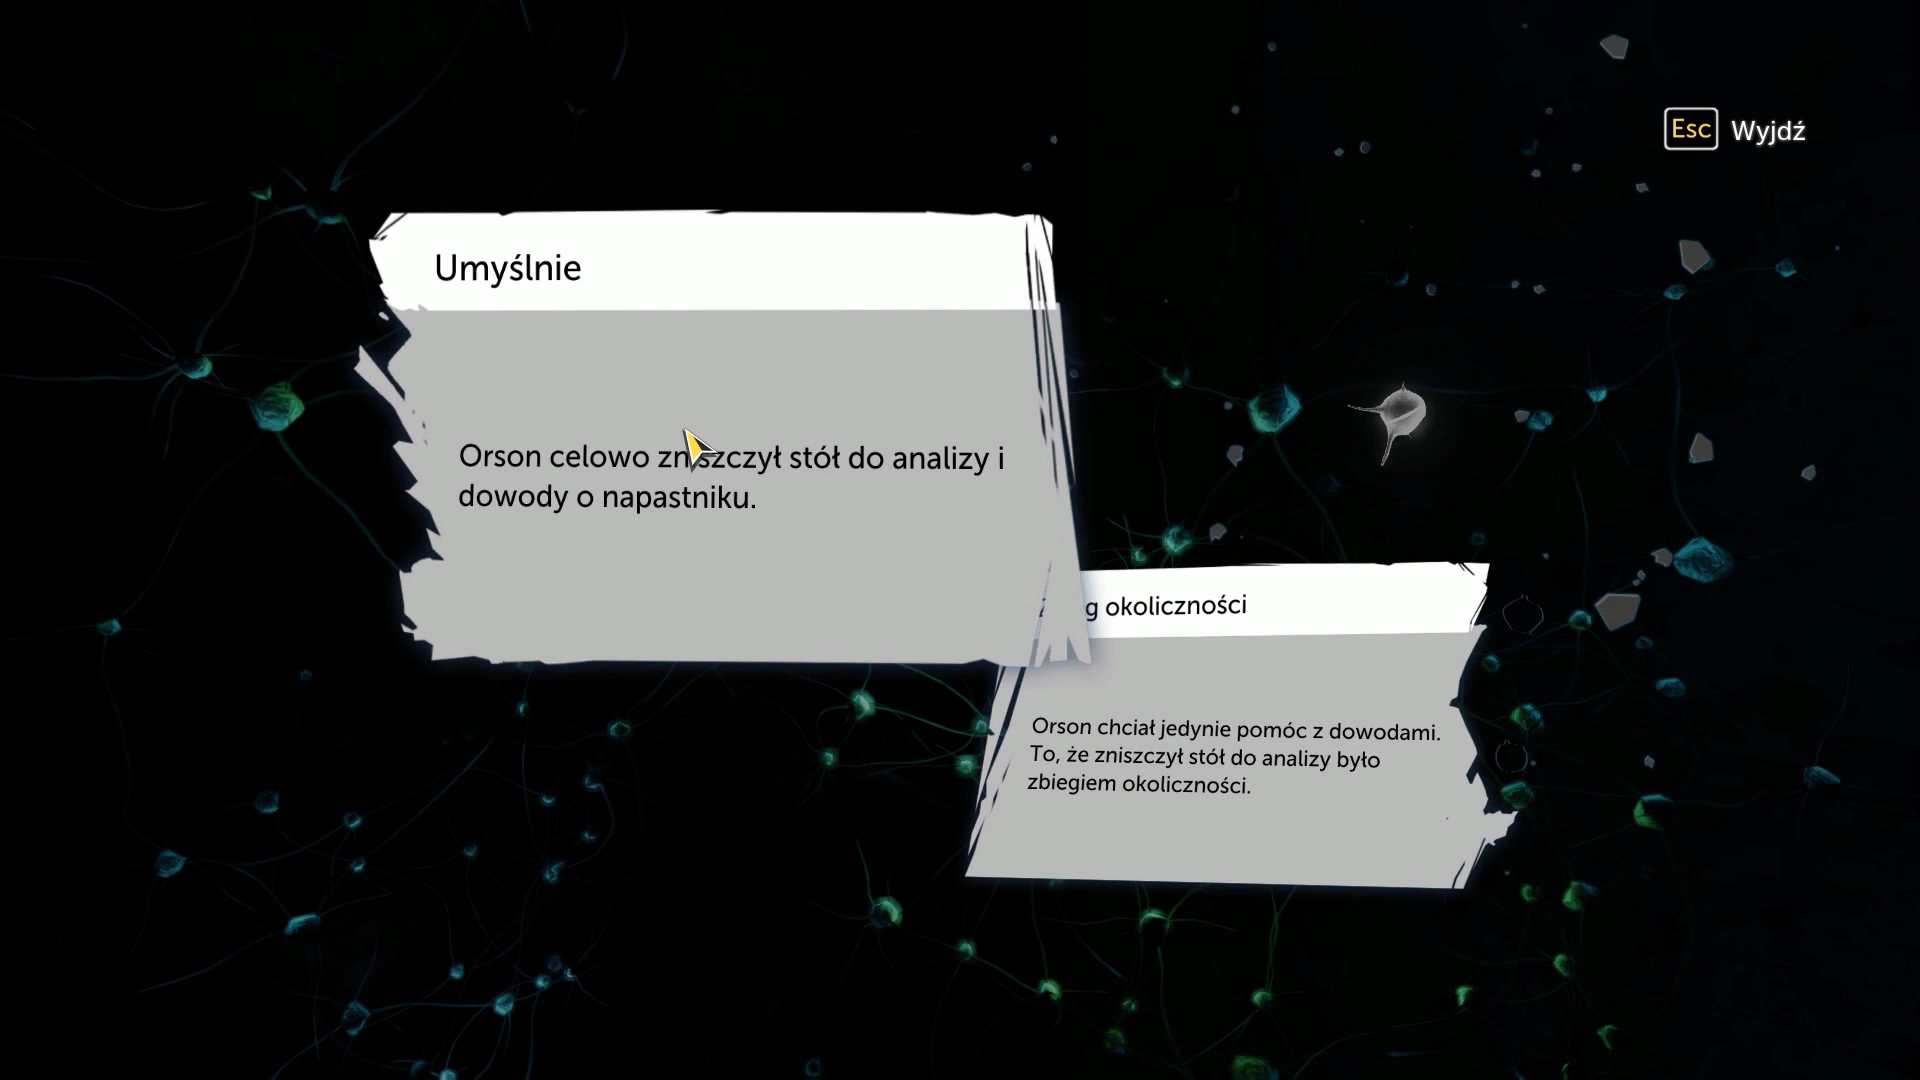 Esc Wyjdź
Umyślnie
Orson celowo zniszczył stół do analizy i
dowody o napastniku.
okoliczności
Orson chciał jedynie pomóc z dowodami.
To, że zniszczył stół do analizy było
zbiegiem okoliczności.